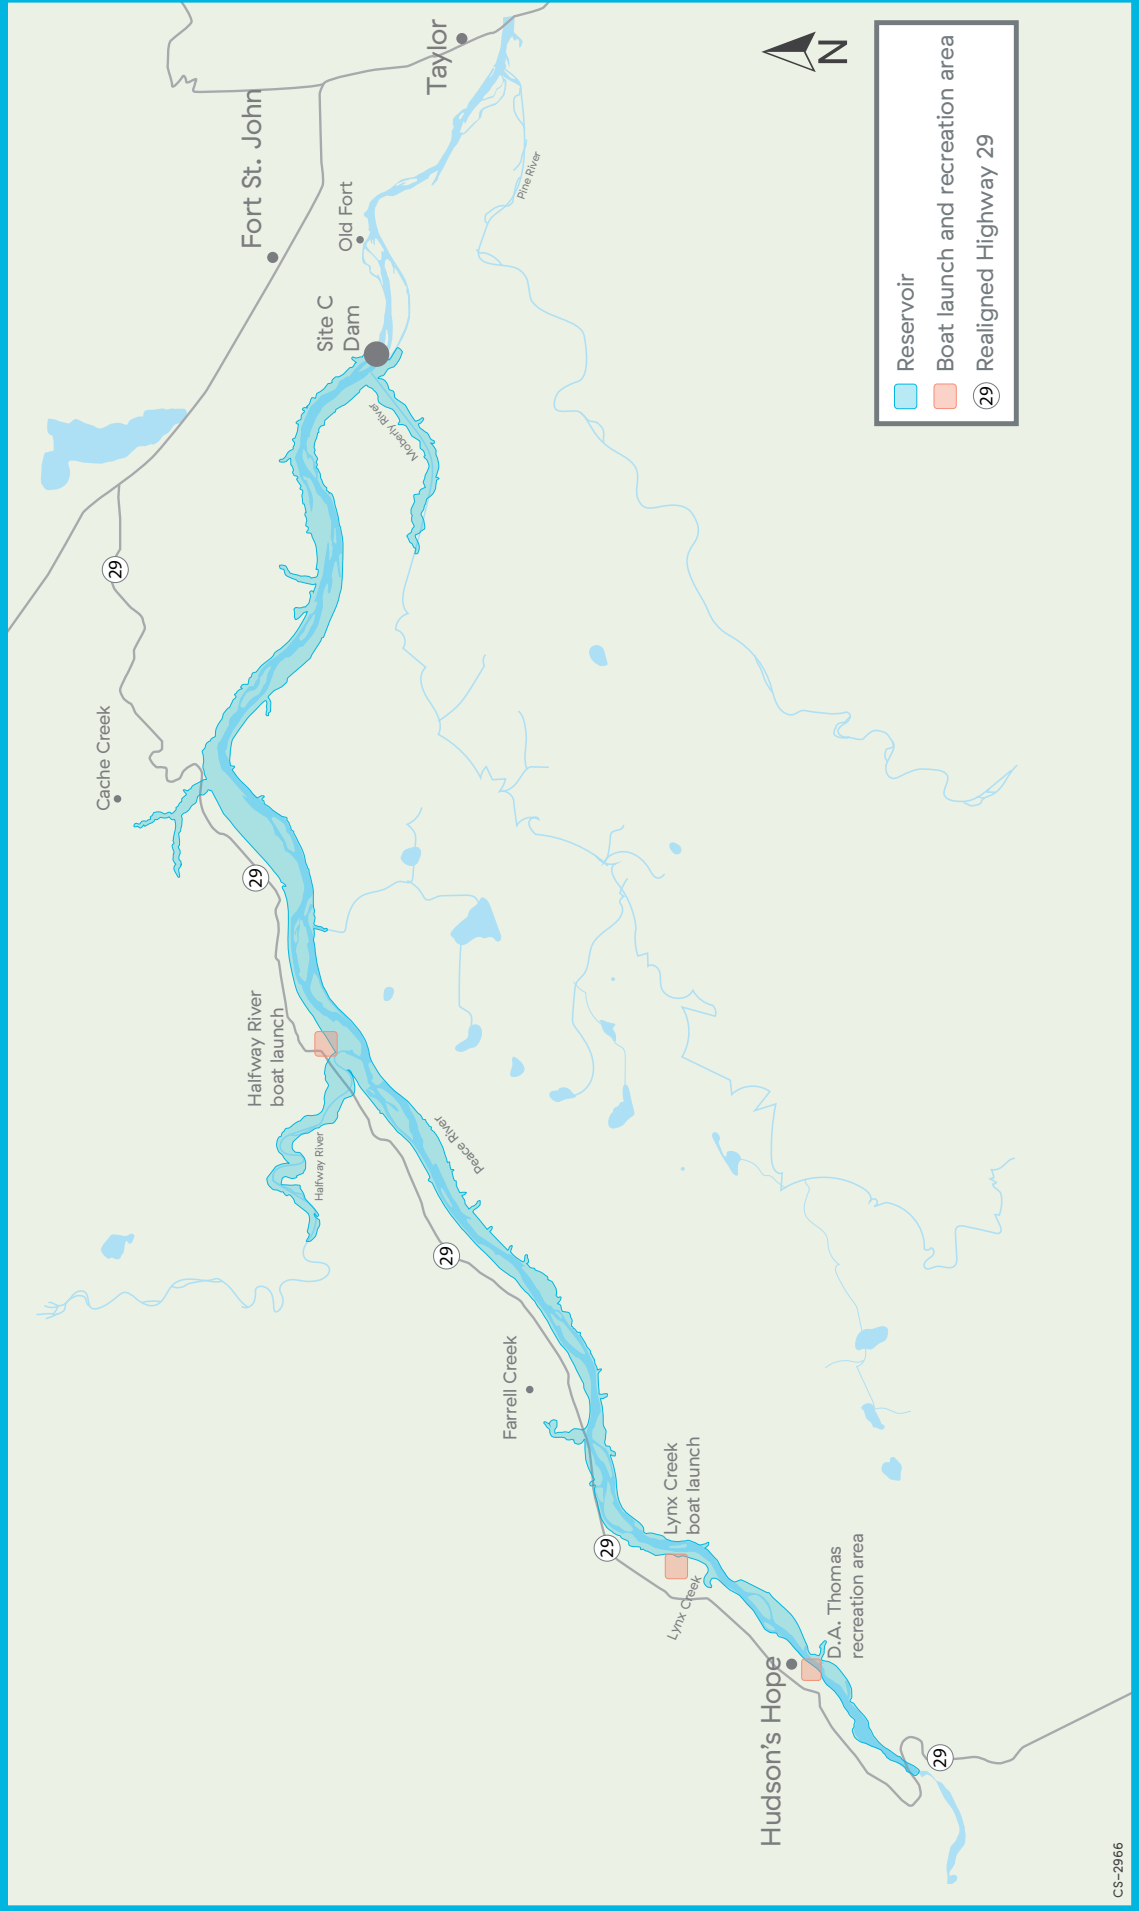 Taylor
Fort St. John
Old Fort
Pine River
Site C
Dam
Moberly River
N
Reservoir
Boat launch and recreation area
29
Realigned Highway 29
29
Cache Creek
29
Halfway River
boat launch
Halfway River
Peace River
29
Farrell Creek
29
Lynx Creek
boat launch
Lynx Creek
D.A. Thomas
recreation area
Hudson’s Hope
29
CS-2966